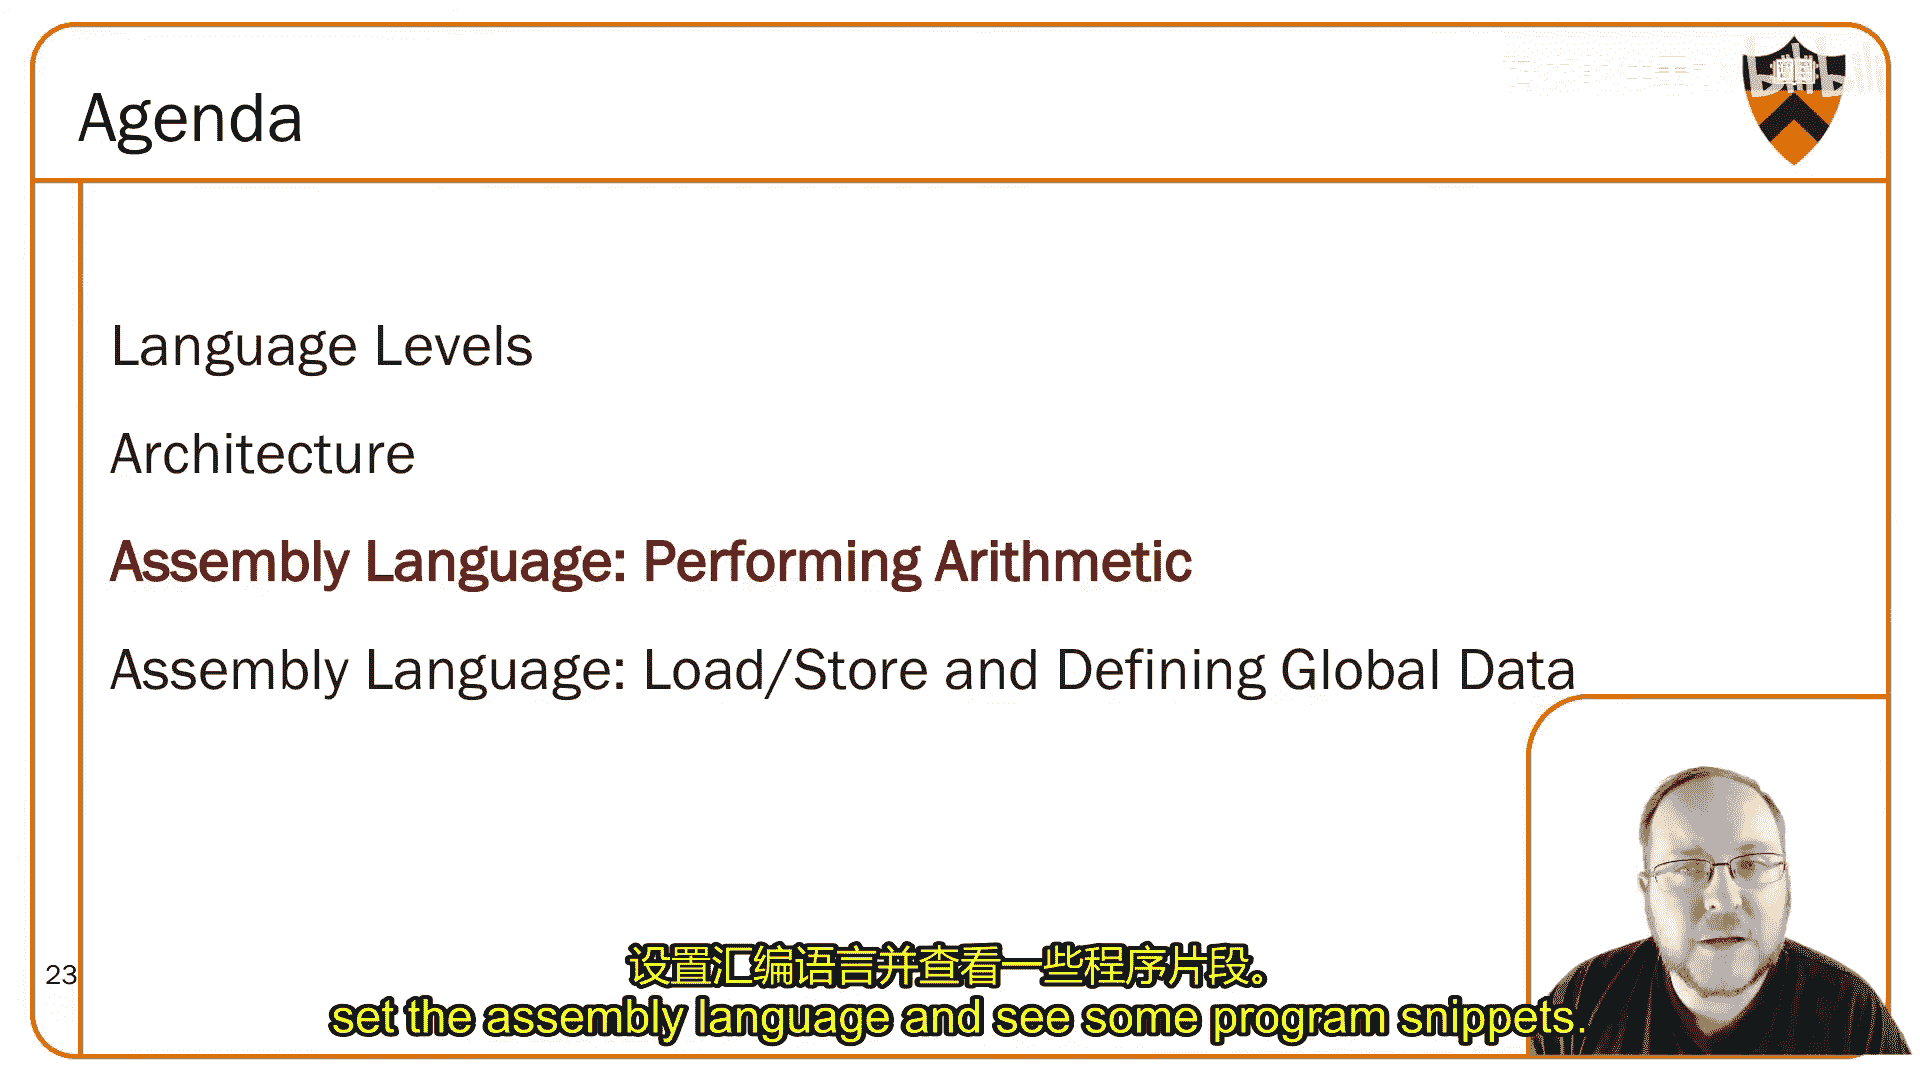 Agenda
Language Levels
Architecture
Assembly Language: Performing Arithmetic
Assembly Language: Load/Store and Defining Global Data
23
设置汇编语言并查看一些程序片段。
set the assembly language and see some program snippets.